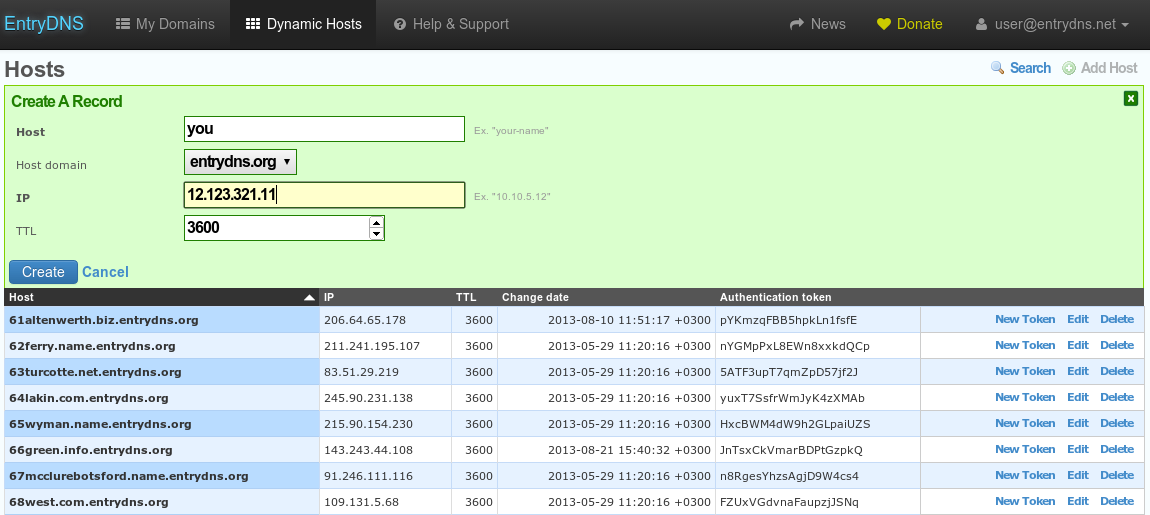 EntryDNS My Domains Dynamic Hosts Help & Support News Donate user@entrydns.net
Hosts Search Add Host
Create A Record x
Host you Ex. "your-name"
Host domain entrydns.org
IP 12.123.321.11 Ex. "10.10.5.12"
TTL 3600
Create Cancel
Host IP TTL Change date Authentication token
61altenwerth.biz.entrydns.org 206.64.65.178 3600 2013-08-10 11:51:17 +0300 pYKmzqFBB5hpkLn1fsfE New Token Edit Delete
62ferry.name.entrydns.org 211.241.195.107 3600 2013-05-29 11:20:16 +0300 nYGMpPxL8EWn8xxkdQCp New Token Edit Delete
63turcotte.net.entrydns.org 83.51.29.219 3600 2013-05-29 11:20:16 +0300 5ATF3upT7qmZpD57jf2J New Token Edit Delete
64lakin.com.entrydns.org 245.90.231.138 3600 2013-05-29 11:20:16 +0300 yuxT7SsfrWmJyK4zXMAb New Token Edit Delete
65wyman.name.entrydns.org 215.90.154.230 3600 2013-05-29 11:20:16 +0300 HxcBWM4dW9h2GLpaiUZS New Token Edit Delete
66green.info.entrydns.org 143.243.44.108 3600 2013-08-21 15:40:32 +0300 JnTsxCkVmarBDPtGzpkQ New Token Edit Delete
67mcclurebotsford.name.entrydns.org 91.246.111.116 3600 2013-05-29 11:20:16 +0300 n8RgesYhzsAgjD9W4cs4 New Token Edit Delete
68west.com.entrydns.org 109.131.5.68 3600 2013-05-29 11:20:16 +0300 FZUxVGdvnaFaupzjJSNq New Token Edit Delete